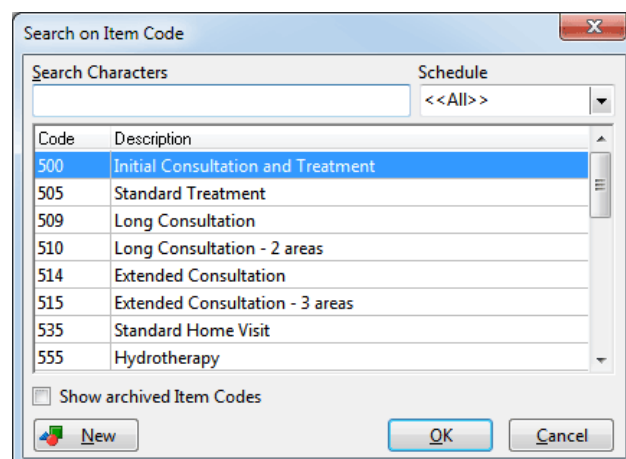 Search on Item Code
Search Characters Schedule
<<All>>
Code Description
500 Initial Consultation and Treatment
505 Standard Treatment
509 Long Consultation
510 Long Consultation - 2 areas
514 Extended Consultation
515 Extended Consultation - 3 areas
535 Standard Home Visit
555 Hydrotherapy
Show archived Item Codes
New OK Cancel